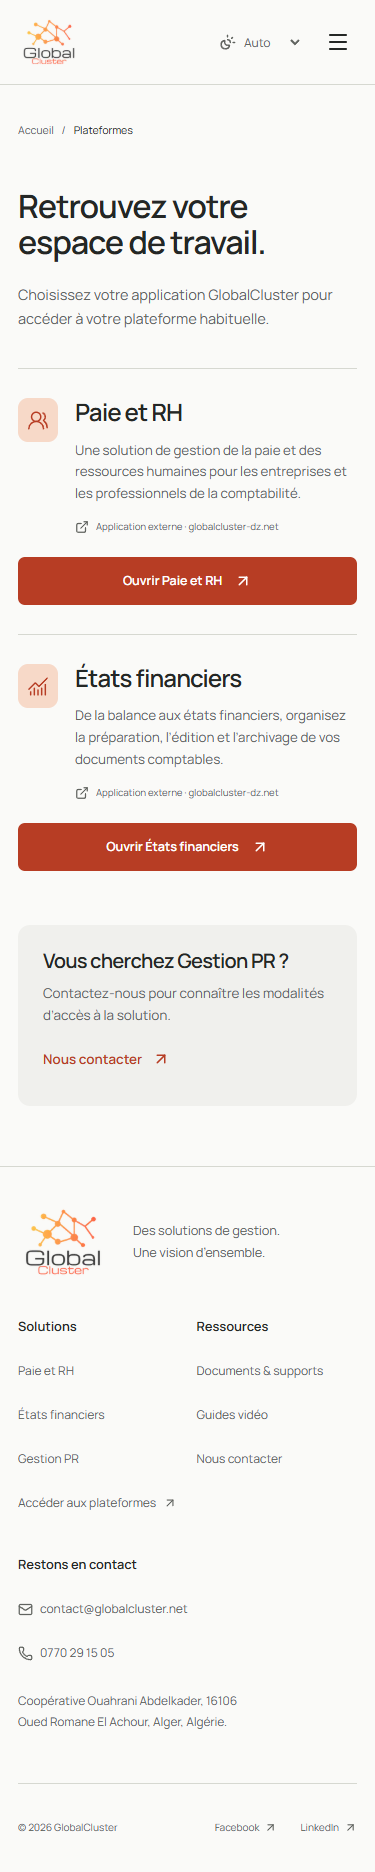 Global
Cluster
Auto
Accueil / Plateformes
Retrouvez votre
espace de travail.
Choisissez votre application GlobalCluster pour
accéder à votre plateforme habituelle.
Paie et RH
Une solution de gestion de la paie et des
ressources humaines pour les entreprises et
les professionnels de la comptabilité.
Application externe · globalcluster-dz.net
Ouvrir Paie et RH
États financiers
De la balance aux états financiers, organisez
la préparation, l'édition et l'archivage de vos
documents comptables.
Application externe · globalcluster-dz.net
Ouvrir États financiers
Vous cherchez Gestion PR ?
Contactez-nous pour connaître les modalités
d'accès à la solution.
Nous contacter
Global
Cluster
Des solutions de gestion.
Une vision d'ensemble.
Solutions
Paie et RH
États financiers
Gestion PR
Accéder aux plateformes
Ressources
Documents & supports
Guides vidéo
Nous contacter
Restons en contact
contact@globalcluster.net
0770 29 15 05
Coopérative Ouahrani Abdelkader, 16106
Oued Romane El Achour, Alger, Algérie.
© 2026 GlobalCluster
Facebook
LinkedIn